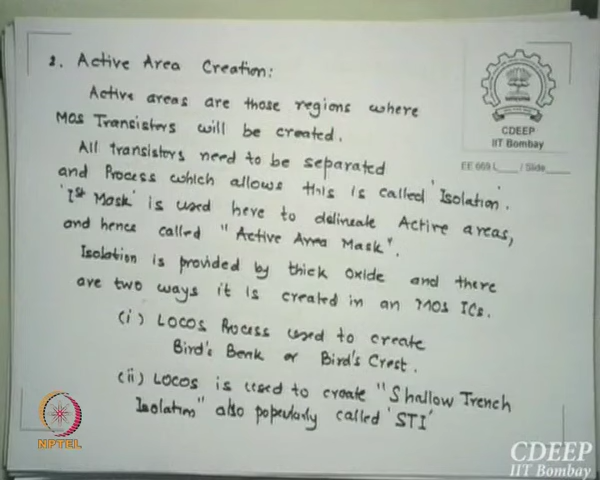 2. Active Area Creation:
Active areas are those regions where
MOS Transistors will be created.
All transistors need to be separated
and Process which allows this is called 'Isolation'.
'Ist Mask' is used here to delineate Active areas,
and hence called "Active Area Mask".
Isolation is provided by thick oxide and there
are two ways it is created in an MOS ICs.
(i) LOCOS Process used to create
Bird's Beak or Bird's Crest.
(ii) LOCOS is used to create "Shallow Trench
Isolation" also popularly called 'STI'
CDEEP
IIT Bombay
EE 669 L / Slide
NPTEL
CDEEP
IIT Bombay